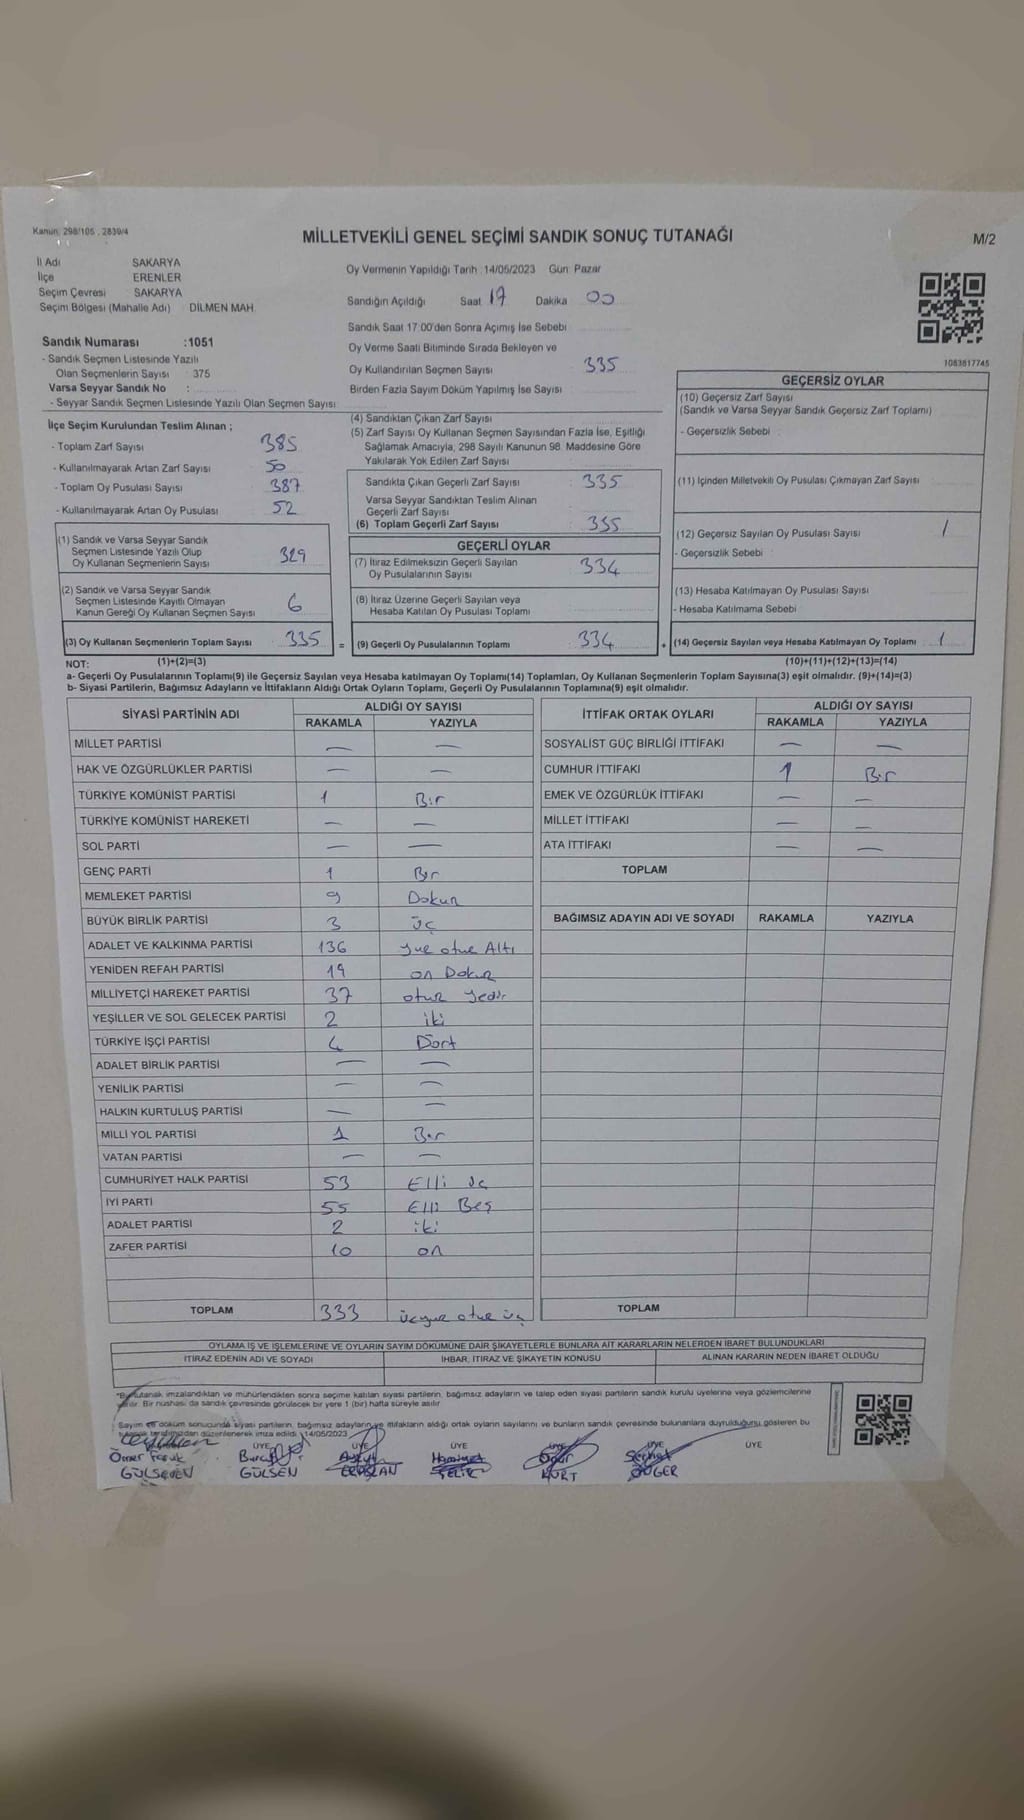 Kanun: 298/105 , 2839/4
MİLLETVEKİLİ GENEL SEÇİMİ SANDIK SONUÇ TUTANAĞI
M/2
İl Adı SAKARYA
İlçe ERENLER
Seçim Çevresi SAKARYA
Seçim Bölgesi (Mahalle Adı) DİLMEN MAH.
Sandık Numarası :1051
- Sandık Seçmen Listesinde Yazılı
Olan Seçmenlerin Sayısı : 375
Varsa Seyyar Sandık No :
- Seyyar Sandık Seçmen Listesinde Yazılı Olan Seçmen Sayısı :
İlçe Seçim Kurulundan Teslim Alınan ;
- Toplam Zarf Sayısı 385
- Kullanılmayarak Artan Zarf Sayısı 50
- Toplam Oy Pusulası Sayısı 387
- Kullanılmayarak Artan Oy Pusulası 52
Oy Vermenin Yapıldığı Tarih : 14/05/2023 Gün: Pazar
Sandığın Açıldığı Saat 17 Dakika 00
Sandık Saat 17:00'den Sonra Açımış İse Sebebi :
Oy Verme Saati Bitiminde Sırada Bekleyen ve
Oy Kullandırılan Seçmen Sayısı : 335
Birden Fazla Sayım Döküm Yapılmış İse Sayısı :
(4) Sandıktan Çıkan Zarf Sayısı :
(5) Zarf Sayısı Oy Kullanan Seçmen Sayısından Fazla İse, Eşitliği
Sağlamak Amacıyla, 298 Sayılı Kanunun 98. Maddesine Göre
Yakılarak Yok Edilen Zarf Sayısı :
Sandıkta Çıkan Geçerli Zarf Sayısı : 335
Varsa Seyyar Sandıktan Teslim Alınan
Geçerli Zarf Sayısı :
(6) Toplam Geçerli Zarf Sayısı : 335
1083817745
GEÇERSİZ OYLAR
(10) Geçersiz Zarf Sayısı
(Sandık ve Varsa Seyyar Sandık Geçersiz Zarf Toplamı)
- Geçersizlik Sebebi :
(11) İçinden Milletvekili Oy Pusulası Çıkmayan Zarf Sayısı :
(12) Geçersiz Sayılan Oy Pusulası Sayısı : 1
- Geçersizlik Sebebi :
(13) Hesaba Katılmayan Oy Pusulası Sayısı :
- Hesaba Katılmama Sebebi :
(14) Geçersiz Sayılan veya Hesaba Katılmayan Oy Toplamı : 1
(10)+(11)+(12)+(13)=(14)
(1) Sandık ve Varsa Seyyar Sandık
Seçmen Listesinde Yazılı Olup
Oy Kullanan Seçmenlerin Sayısı : 329
(2) Sandık ve Varsa Seyyar Sandık
Seçmen Listesinde Kayıtlı Olmayan
Kanun Gereği Oy Kullanan Seçmen Sayısı : 6
(3) Oy Kullanan Seçmenlerin Toplam Sayısı : 335 =
(1)+(2)=(3)
GEÇERLİ OYLAR
(7) İtiraz Edilmeksizin Geçerli Sayılan
Oy Pusulalarının Sayısı : 334
(8) İtiraz Üzerine Geçerli Sayılan veya
Hesaba Katılan Oy Pusulası Toplamı :
(9) Geçerli Oy Pusulalarının Toplamı : 334 +
NOT:
a- Geçerli Oy Pusulalarının Toplamı(9) ile Geçersiz Sayılan veya Hesaba katılmayan Oy Toplamı(14) Toplamları, Oy Kullanan Seçmenlerin Toplam Sayısına(3) eşit olmalıdır. (9)+(14)=(3)
b- Siyasi Partilerin, Bağımsız Adayların ve İttifakların Aldığı Ortak Oyların Toplamı, Geçerli Oy Pusulalarının Toplamına(9) eşit olmalıdır.
SİYASİ PARTİNİN ADI ALDIĞI OY SAYISI
RAKAMLA YAZIYLA
MİLLET PARTİSİ — —
HAK VE ÖZGÜRLÜKLER PARTİSİ — —
TÜRKİYE KOMÜNİST PARTİSİ 1 Bir
TÜRKİYE KOMÜNİST HAREKETİ — —
SOL PARTİ — —
GENÇ PARTİ 1 Bir
MEMLEKET PARTİSİ 9 Dokuz
BÜYÜK BİRLİK PARTİSİ 3 üç
ADALET VE KALKINMA PARTİSİ 136 yüz otuz Altı
YENİDEN REFAH PARTİSİ 19 on Dokuz
MİLLİYETÇİ HAREKET PARTİSİ 37 otuz yedi
YEŞİLLER VE SOL GELECEK PARTİSİ 2 iki
TÜRKİYE İŞÇİ PARTİSİ 4 Dört
ADALET BİRLİK PARTİSİ — —
YENİLİK PARTİSİ — —
HALKIN KURTULUŞ PARTİSİ — —
MİLLİ YOL PARTİSİ 1 Bir
VATAN PARTİSİ — —
CUMHURİYET HALK PARTİSİ 53 Elli üç
İYİ PARTİ 55 Elli Beş
ADALET PARTİSİ 2 iki
ZAFER PARTİSİ 10 on
TOPLAM 333 üçyüz otuz üç
İTTİFAK ORTAK OYLARI ALDIĞI OY SAYISI
RAKAMLA YAZIYLA
SOSYALİST GÜÇ BİRLİĞİ İTTİFAKI — —
CUMHUR İTTİFAKI 1 Bir
EMEK VE ÖZGÜRLÜK İTTİFAKI — —
MİLLET İTTİFAKI — —
ATA İTTİFAKI — —
TOPLAM
BAĞIMSIZ ADAYIN ADI VE SOYADI RAKAMLA YAZIYLA
TOPLAM
OYLAMA İŞ VE İŞLEMLERİNE VE OYLARIN SAYIM DÖKÜMÜNE DAİR ŞİKAYETLERLE BUNLARA AİT KARARLARIN NELERDEN İBARET BULUNDUKLARI
İTİRAZ EDENİN ADI VE SOYADI İHBAR, İTİRAZ VE ŞİKAYETİN KONUSU ALINAN KARARIN NEDEN İBARET OLDUĞU
*Bu tutanak imzalandıktan ve mühürlendikten sonra seçime katılan siyasi partilerin, bağımsız adayların ve talep eden siyasi partilerin sandık kurulu üyelerine veya gözlemcilerine
verilir. Bir nüshası da sandık çevresinde görülecek bir yere 1 (bir) hafta süreyle asılır.
Sayım ve döküm sonucunda siyasi partilerin, bağımsız adayların ve ittifakların aldığı ortak oyların sayılarını ve bunların sandık çevresinde bulunanlara duyrulduğunu gösteren bu
tutanak tarafımızdan düzenlenerek imza edildi. 14/05/2023
ÜYE ÜYE ÜYE ÜYE ÜYE ÜYE
Ömer Faruk Burcu Aykut Hamiyet Onur Serhat
GÜLSEVEN GÜLSEN ERASLAN ÇELİK KURT ÖNGER